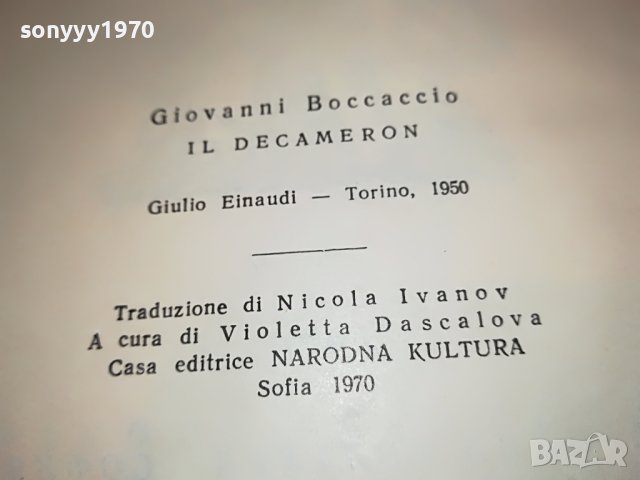 sonyyy1970
Giovanni Boccaccio
IL DECAMERON
Giulio Einaudi — Torino, 1950
Traduzione di Nicola Ivanov
A cura di Violetta Dascalova
Casa editrice NARODNA KULTURA
Sofia 1970
BAZAR